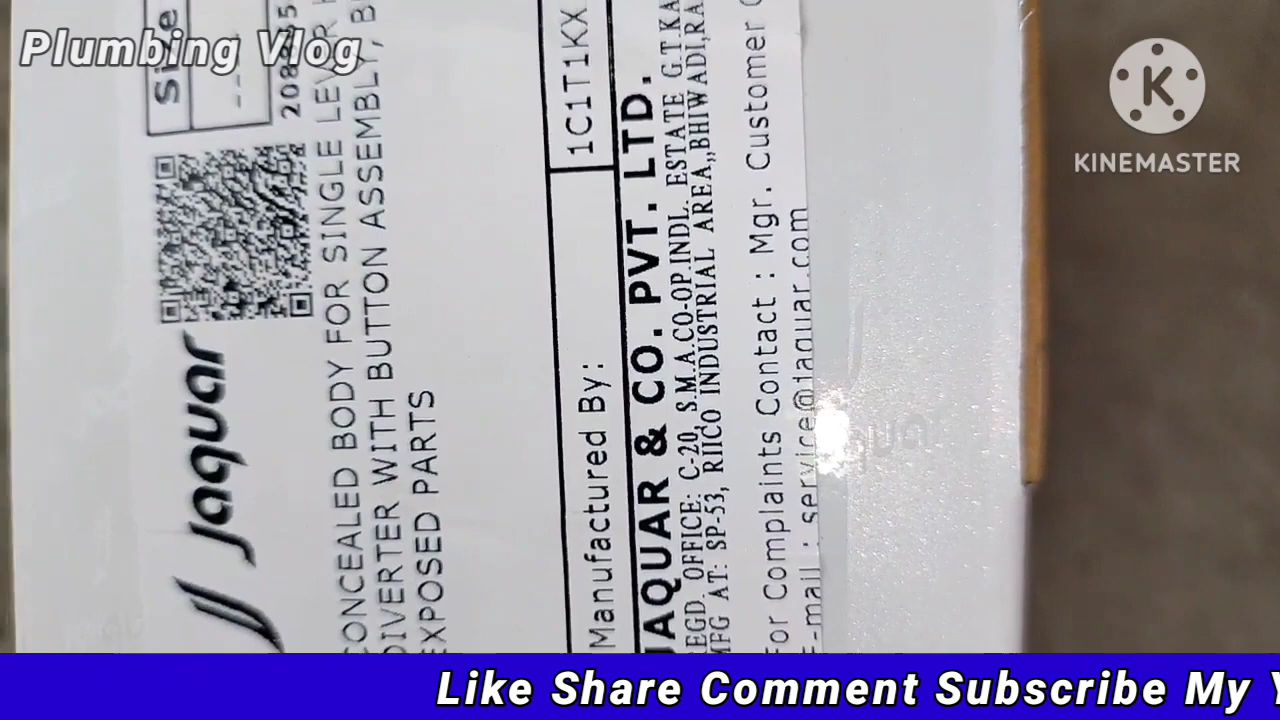 Plumbing Vlog
KINEMASTER
Size
---
Jaquar
CONCEALED BODY FOR SINGLE LEVER
DIVERTER WITH BUTTON ASSEMBLY,
EXPOSED PARTS
1C1T1KX
Manufactured By:
JAQUAR & CO. PVT. LTD.
REGD. OFFICE: C-20, S.M.A.CO-OP.INDL. ESTATE G.T.KA
MFG AT: SP-53, RIICO INDUSTRIAL AREA,,BHIWADI,RA
For Complaints Contact : Mgr. Customer
E-mail : service@jaquar.com
Like Share Comment Subscribe My